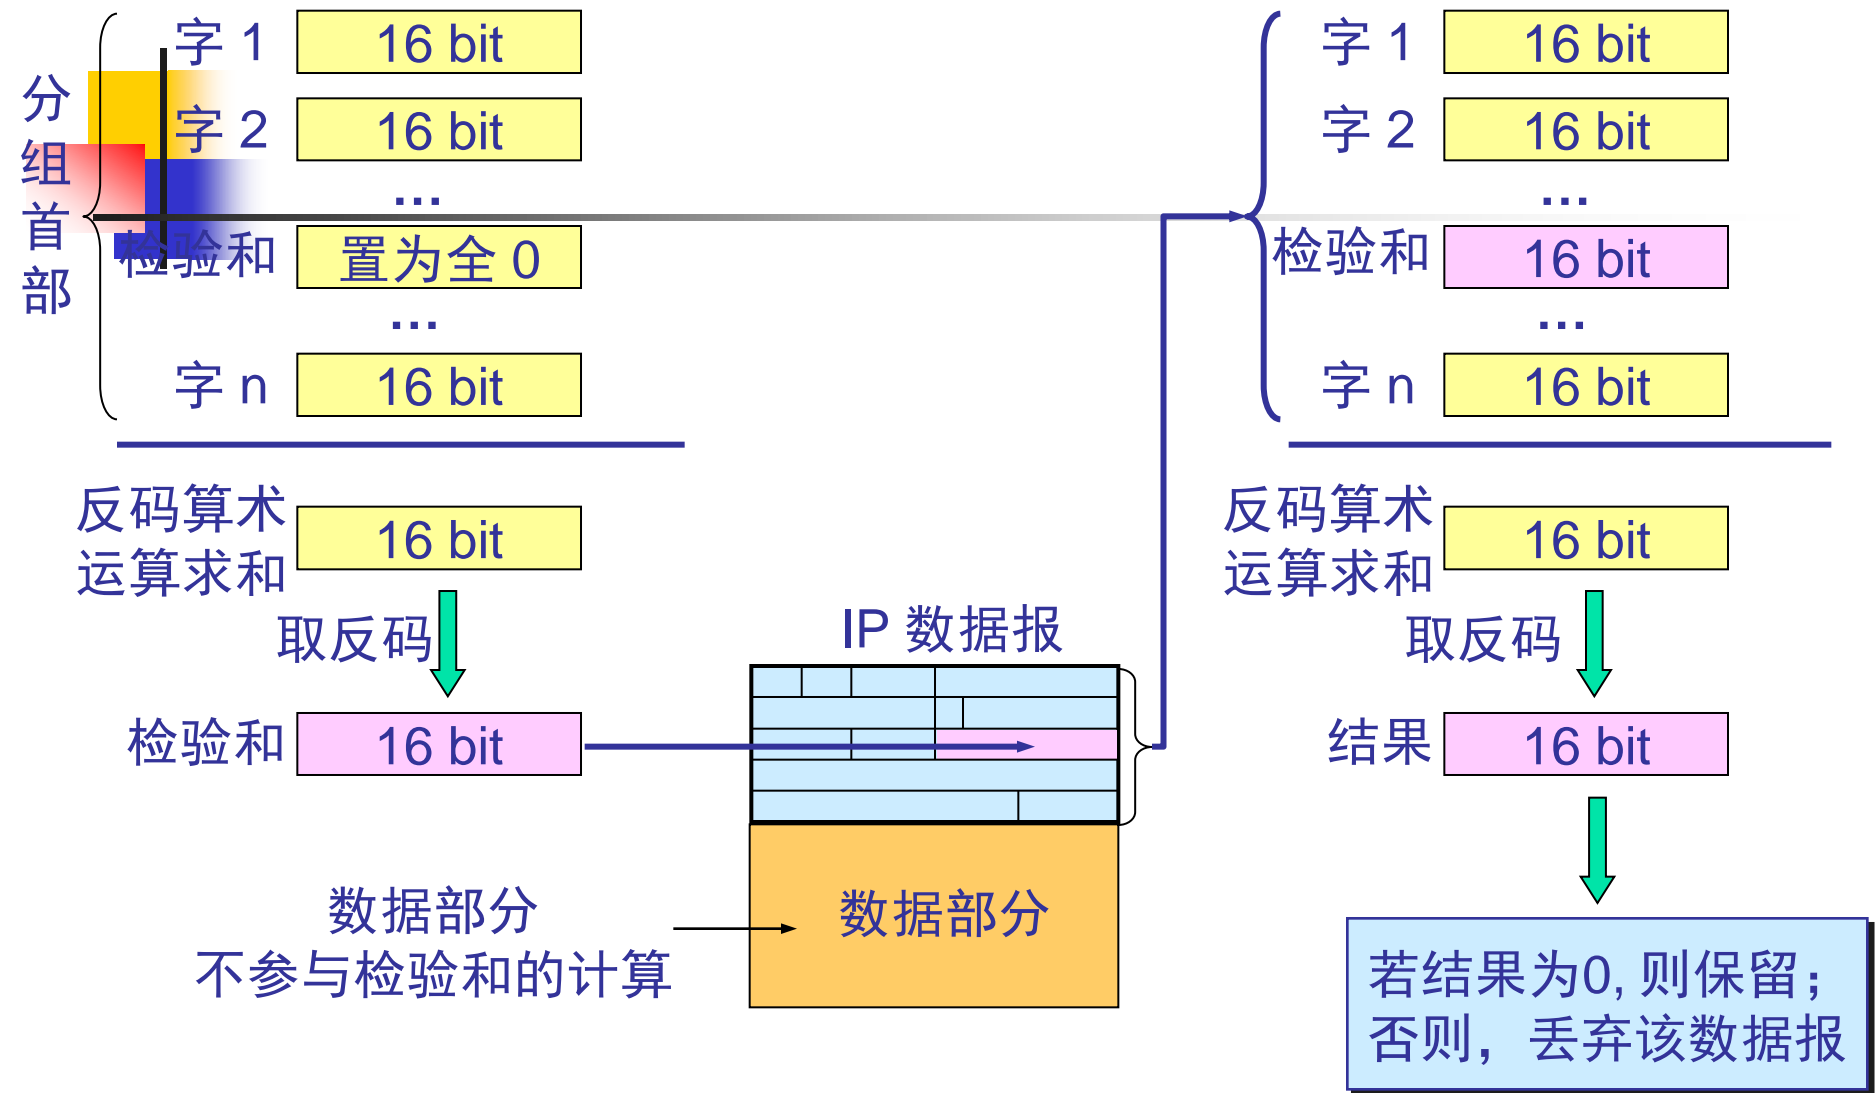 分
组
首
部
字 1
16 bit
字 2
16 bit
…
检验和
置为全 0
…
字 n
16 bit
反码算术
运算求和
16 bit
取反码
检验和
16 bit
数据部分
不参与检验和的计算
IP 数据报
数据部分
字 1
16 bit
字 2
16 bit
…
检验和
16 bit
…
字 n
16 bit
反码算术
运算求和
16 bit
取反码
结果
16 bit
若结果为0, 则保留；
否则，丢弃该数据报